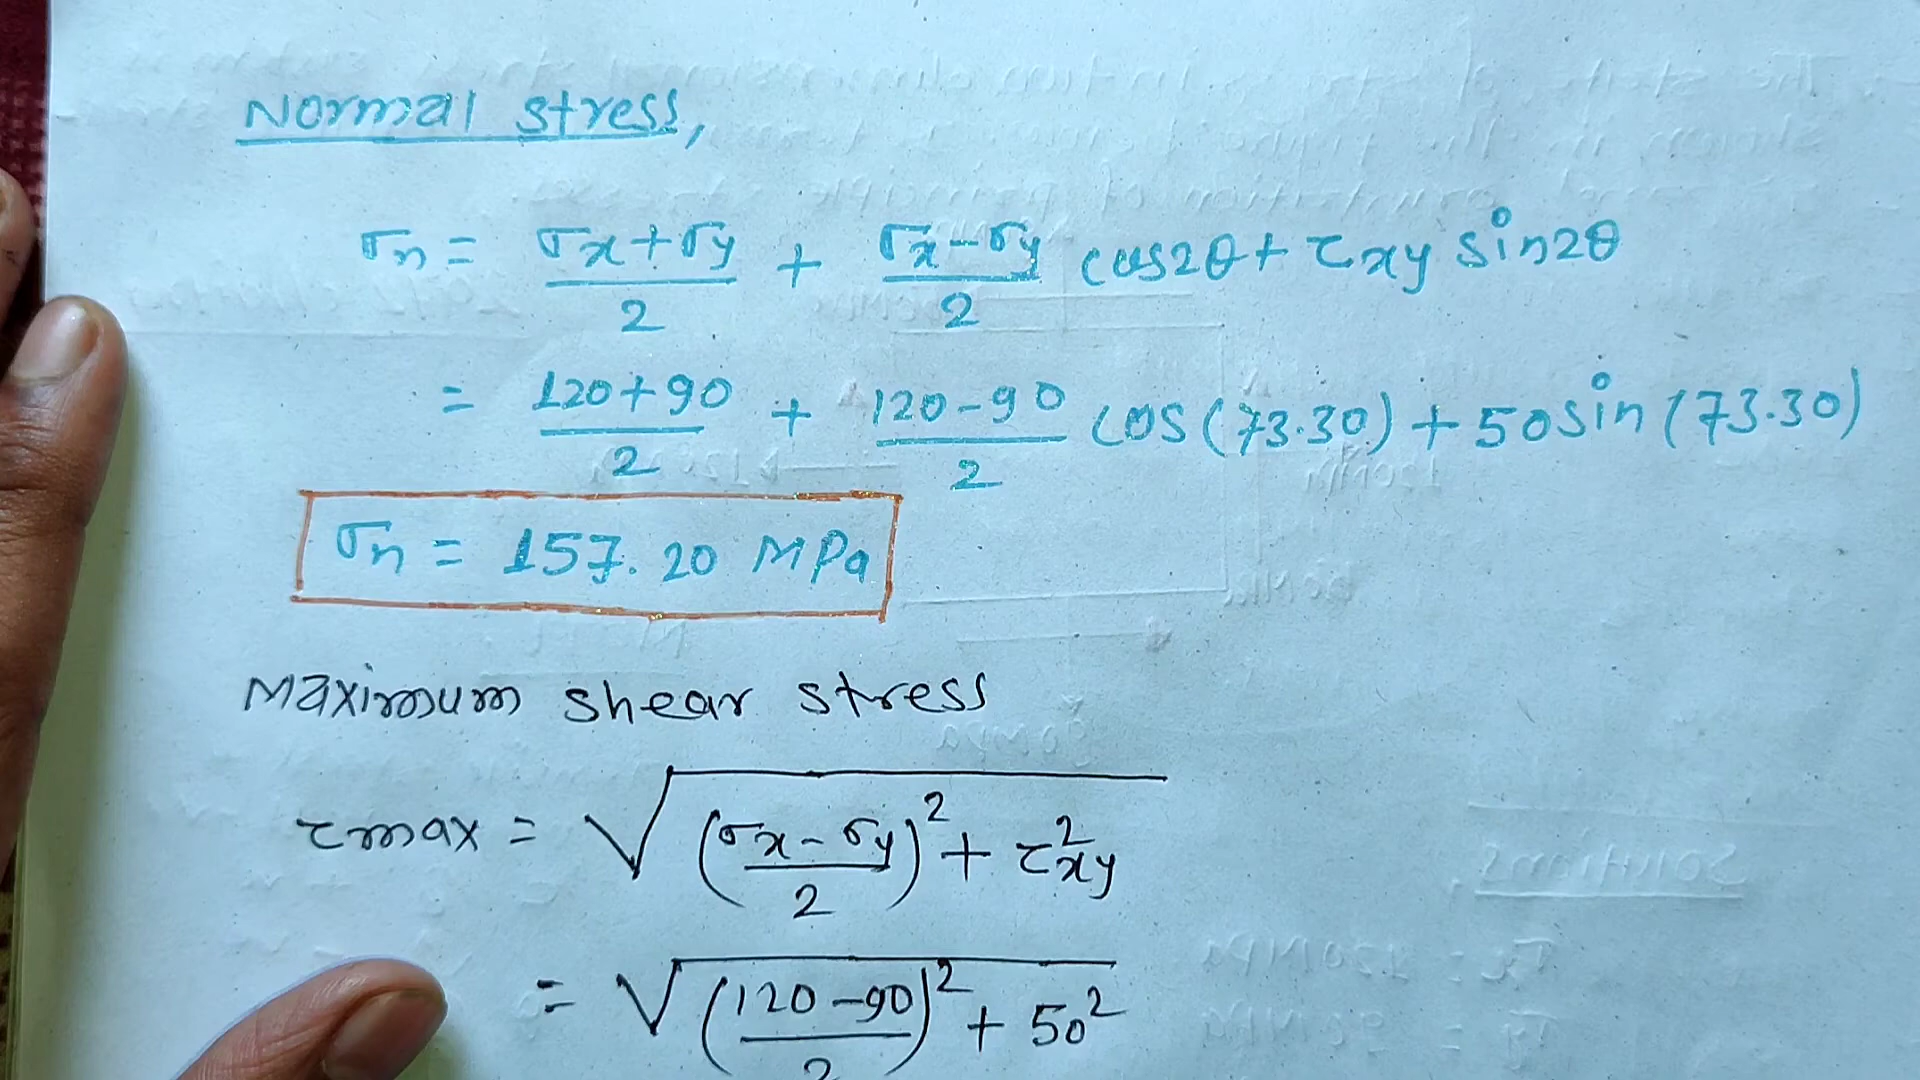 Normal stress,
σn = σx+σy/2 + σx-σy/2 cos2θ + τxy sin2θ
= 120+90/2 + 120-90/2 cos(73.30) + 50 sin(73.30)
σn = 157.20 MPa
Maximum shear stress
τmax = √(σx-σy/2)² + τ²xy
= √(120-90/2)² + 50²